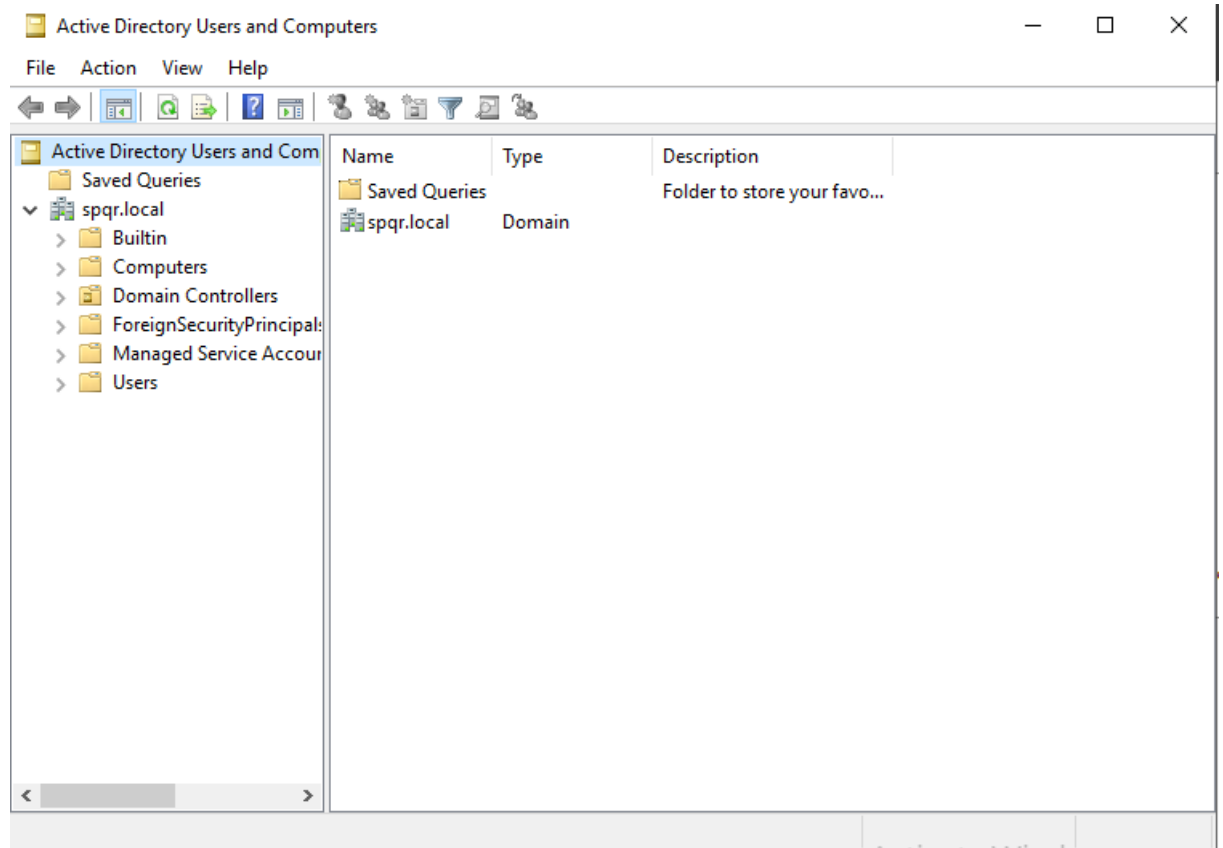 Active Directory Users and Computers
File Action View Help
Active Directory Users and Com
Saved Queries
spqr.local
Builtin
Computers
Domain Controllers
ForeignSecurityPrincipals
Managed Service Accour
Users
Name Type Description
Saved Queries Folder to store your favo...
spqr.local Domain